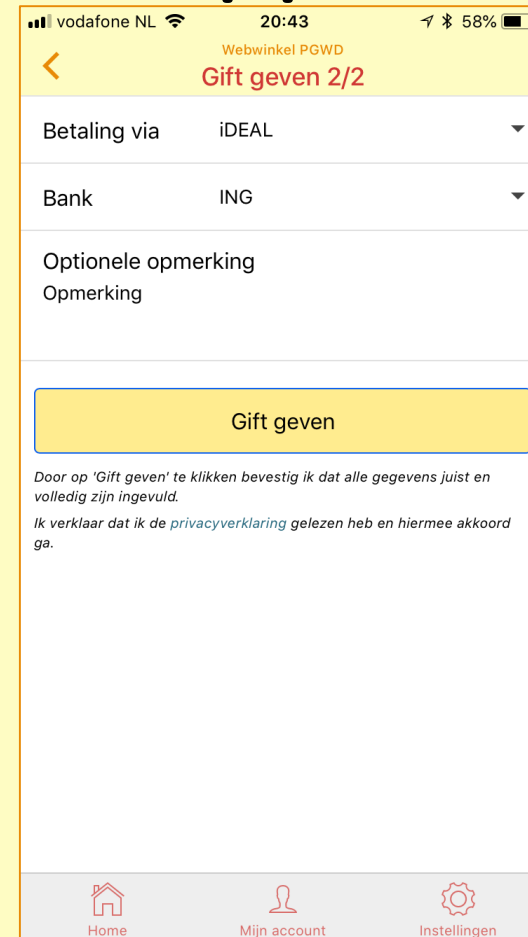 vodafone NL 20:43 58%
Webwinkel PGWD
Gift geven 2/2
Betaling via iDEAL
Bank ING
Optionele opmerking
Opmerking
Gift geven
Door op 'Gift geven' te klikken bevestig ik dat alle gegevens juist en
volledig zijn ingevuld.
Ik verklaar dat ik de privacyverklaring gelezen heb en hiermee akkoord
ga.
Home Mijn account Instellingen